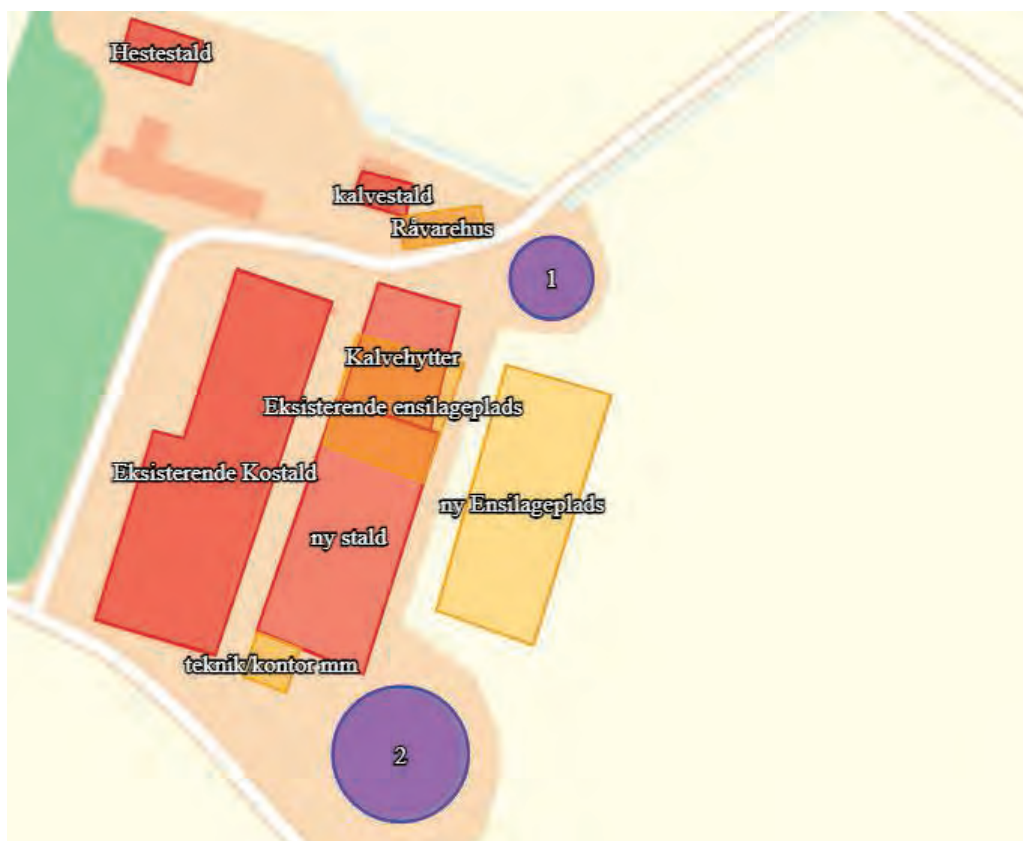 Hestestald
kalvestald
Råvarehus
1
Kalvehytter
Eksisterende ensilageplads
Eksisterende Kostald
ny Ensilageplads
ny stald
teknik/kontor mm
2